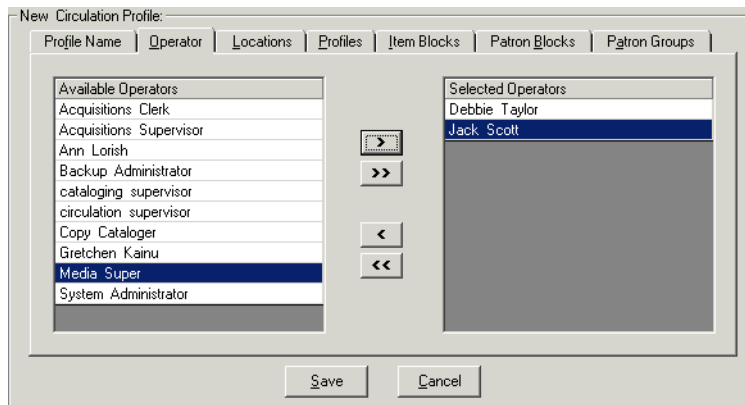 New Circulation Profile:
Profile Name Operator Locations Profiles Item Blocks Patron Blocks Patron Groups
Available Operators
Acquisitions Clerk
Acquisitions Supervisor
Ann Lorish
Backup Administrator
cataloging supervisor
circulation supervisor
Copy Cataloger
Gretchen Kainu
Media Super
System Administrator
>
>>
<
<<
Selected Operators
Debbie Taylor
Jack Scott
Save Cancel